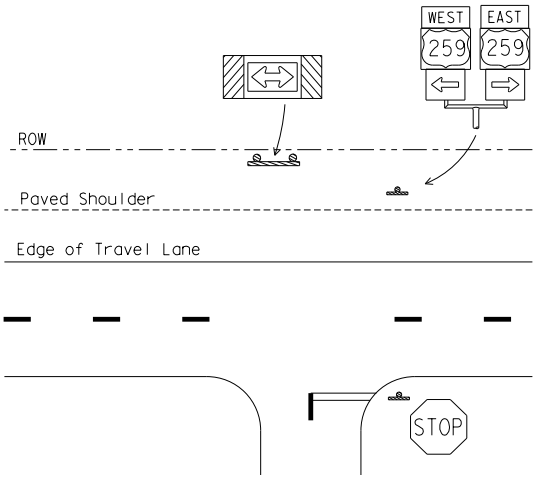 WEST EAST
259 259
ROW
Paved Shoulder
Edge of Travel Lane
STOP